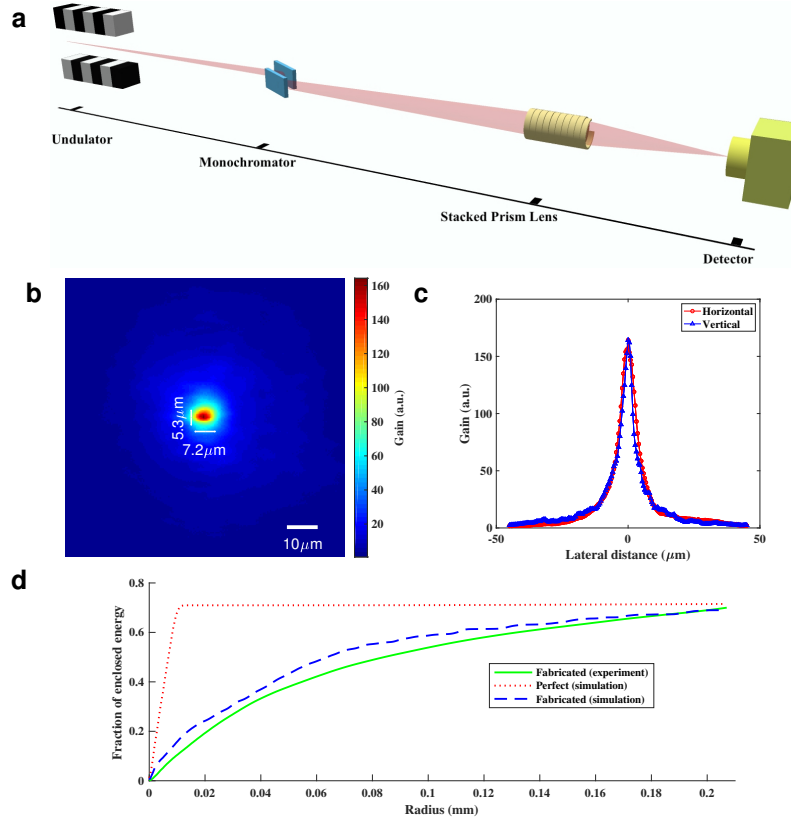 a
Undulator
Monochromator
Stacked Prism Lens
Detector
b
5.3μm
7.2μm
10μm
160
140
120
100
80
60
40
20
Gain (a.u.)
c
200
150
100
50
0
Gain (a.u.)
Horizontal
Vertical
-50
0
50
Lateral distance (μm)
d
0.8
0.6
0.4
0.2
0
Fraction of enclosed energy
Fabricated (experiment)
Perfect (simulation)
Fabricated (simulation)
0
0.02
0.04
0.06
0.08
0.1
0.12
0.14
0.16
0.18
0.2
Radius (mm)